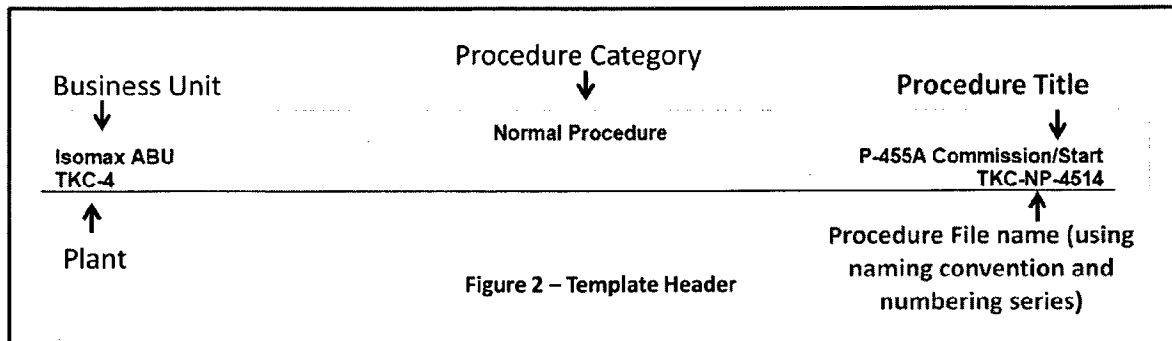 Procedure Category
Business Unit
Procedure Title
Normal Procedure
Isomax ABU
P-455A Commission/Start
TKC-4
TKC-NP-4514
Plant
Procedure File name (using
naming convention and
numbering series)
Figure 2 – Template Header